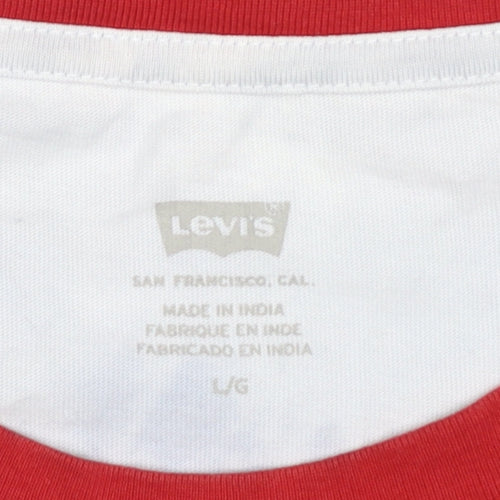 Levi's
SAN FRANCISCO, CAL.
MADE IN INDIA
FABRIQUE EN INDE
FABRICADO EN INDIA
L/G